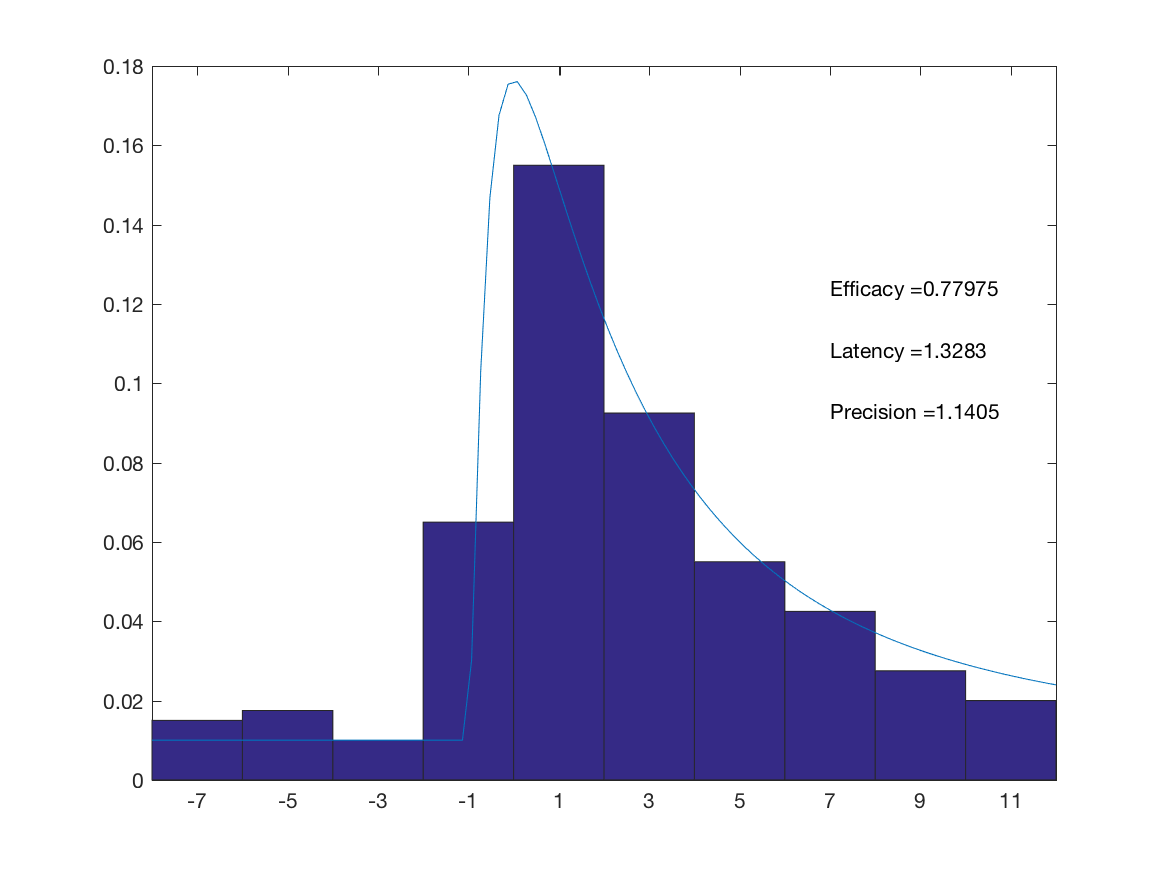 0.18
0.16
0.14
0.12
0.1
0.08
0.06
0.04
0.02
0
Efficacy =0.77975
Latency =1.3283
Precision =1.1405
-7 -5 -3 -1 1 3 5 7 9 11